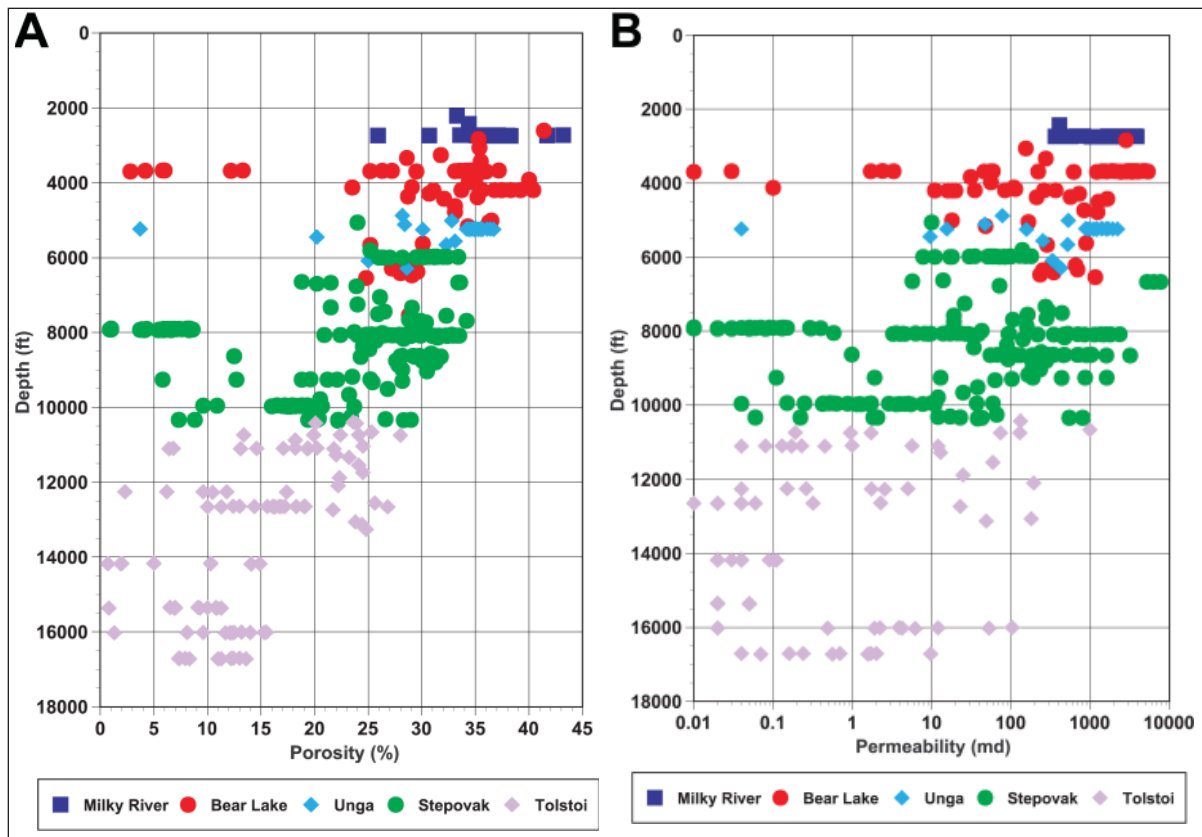 A
0
2000
4000
6000
8000
10000
12000
14000
16000
18000
Depth (ft)
0 5 10 15 20 25 30 35 40 45
Porosity (%)
Milky River Bear Lake Unga Stepovak Tolstoi
B
0
2000
4000
6000
8000
10000
12000
14000
16000
18000
Depth (ft)
0.01 0.1 1 10 100 1000 10000
Permeability (md)
Milky River Bear Lake Unga Stepovak Tolstoi